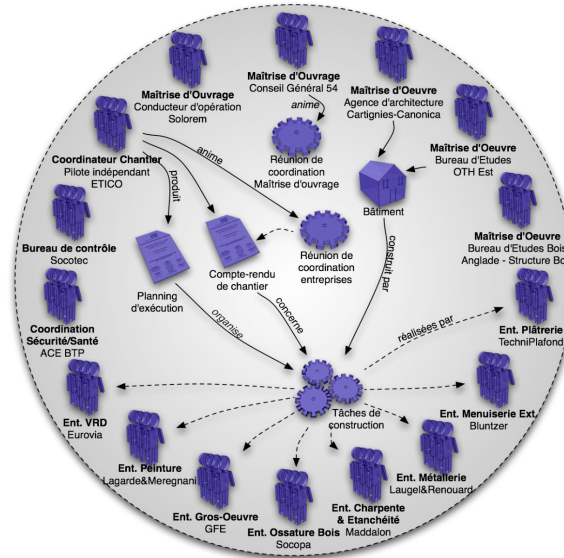 Maîtrise d'Ouvrage
Conseil Général 54
Maîtrise d'Ouvrage
Conducteur d'opération
Solorem
Maîtrise d'Oeuvre
Agence d'architecture
Cartignies-Canonica
anime
Maîtrise d'Oeuvre
Bureau d'Etudes
OTH Est
Coordinateur Chantier
Pilote indépendant
ETICO
anime
Réunion de
coordination
Maîtrise d'ouvrage
produit
Bâtiment
Bureau de contrôle
Socotec
Maîtrise d'Oeuvre
Bureau d'Etudes Bois
Anglade - Structure Bo
Compte-rendu
de chantier
Réunion de
coordination
entreprises
construit par
Planning
d'exécution
organise
concerne
réalisées par
Coordination
Sécurité/Santé
ACE BTP
Ent. Plâtrerie
TechniPlafond
Tâches de
construction
Ent. VRD
Eurovia
Ent. Menuiserie Ext.
Bluntzer
Ent. Peinture
Lagarde&Meregnani
Ent. Métallerie
Laugel&Renouard
Ent. Gros-Oeuvre
GFE
Ent. Ossature Bois
Socopa
Ent. Charpente
& Etanchéité
Maddalon